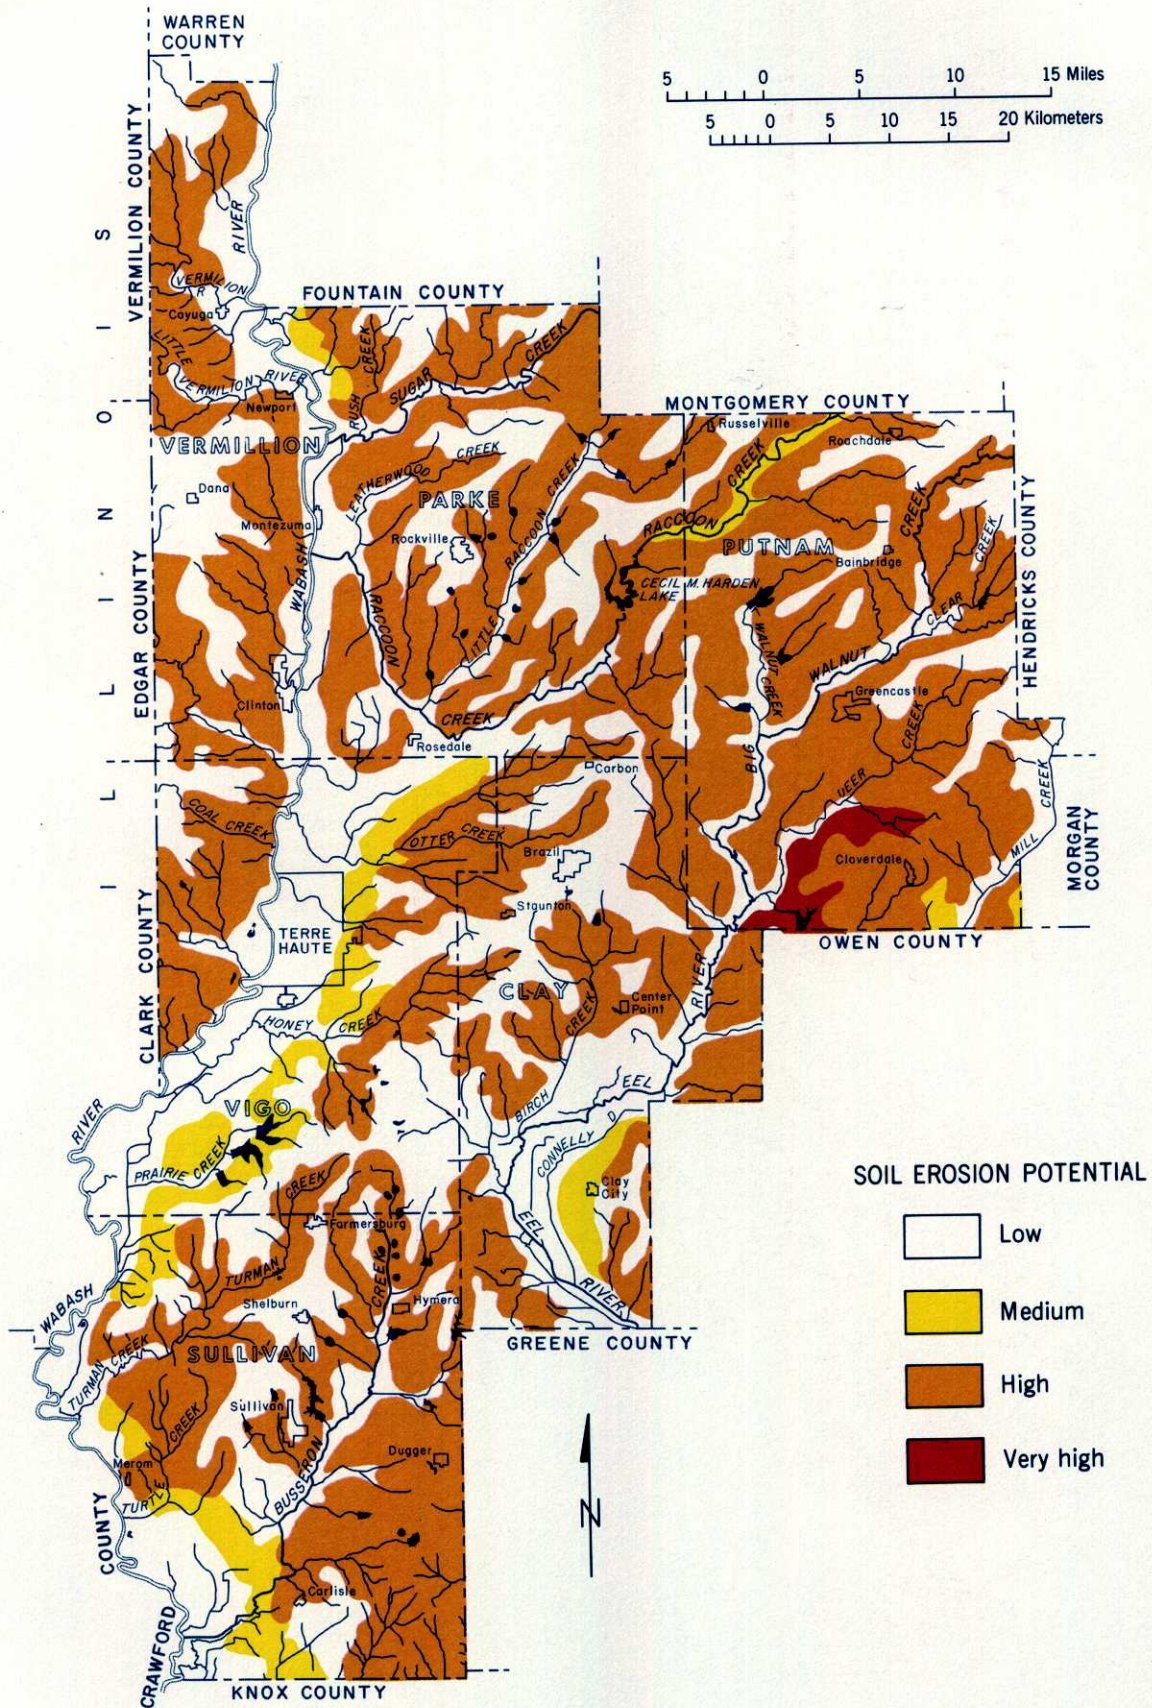 WARREN
COUNTY
5 0 5 10 15 Miles
5 0 5 10 15 20 Kilometers
VERMILION COUNTY
ILLINOIS
RIVER
VERMILION
R
Cayuga
FOUNTAIN COUNTY
LITTLE
VERMILION RIVER
Newport
RUSH
CREEK
SUGAR
CREEK
MONTGOMERY COUNTY
Russelville
Roachdale
VERMILLION
LEATHERWOOD CREEK
PARKE
Dana
Montezuma
Rockville
RACCOON CREEK
PUTNAM
Bainbridge
CREEK
CREEK
HENDRICKS COUNTY
EDGAR COUNTY
WABASH
LITTLE RACCOON CREEK
CECIL M. HARDEN
LAKE
CLEAR
RACCOON
CREEK
WALNUT CREEK
WALNUT
BIG
Greencastle
Clinton
Rosedale
CREEK
DEER
Carbon
MILL CREEK
MORGAN
COUNTY
COAL CREEK
OTTER CREEK
Brazil
Cloverdale
Staunton
CLARK COUNTY
TERRE
HAUTE
OWEN COUNTY
CLAY
CREEK
Center
Point
RIVER
HONEY CREEK
EEL
BIRCH
VIGO
RIVER
CONNELLY D
PRAIRIE CREEK
CREEK
Clay
City
SOIL EROSION POTENTIAL
Low
Medium
High
Very high
Farmersburg
EEL
RIVER
TURMAN
CREEK
WABASH
Shelburn
Hymera
GREENE COUNTY
TURMAN CREEK
SULLIVAN
Sullivan
CREEK
BUSSERON
Dugger
Merom
TURTLE
N
COUNTY
Carlisle
CRAWFORD
KNOX COUNTY